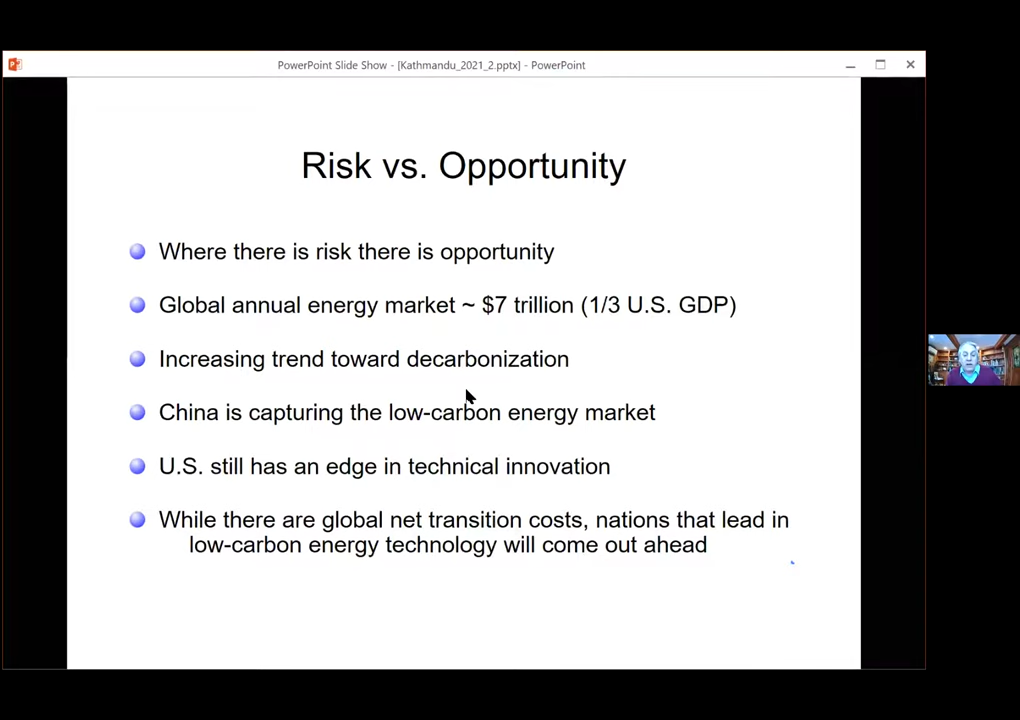 PowerPoint Slide Show - [Kathmandu_2021_2.pptx] - PowerPoint
Risk vs. Opportunity
Where there is risk there is opportunity
Global annual energy market ~ $7 trillion (1/3 U.S. GDP)
Increasing trend toward decarbonization
China is capturing the low-carbon energy market
U.S. still has an edge in technical innovation
While there are global net transition costs, nations that lead in
low-carbon energy technology will come out ahead